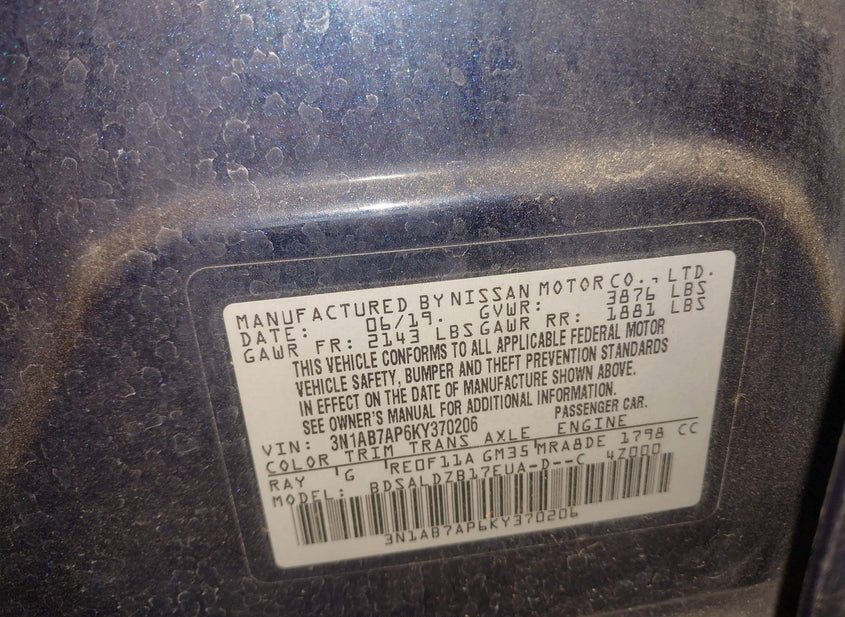 MANUFACTURED BY NISSAN MOTOR CO., LTD.
DATE: 06/19. GVWR: 3876 LBS
GAWR FR: 2143 LBS GAWR RR: 1881 LBS
THIS VEHICLE CONFORMS TO ALL APPLICABLE FEDERAL MOTOR
VEHICLE SAFETY, BUMPER AND THEFT PREVENTION STANDARDS
IN EFFECT ON THE DATE OF MANUFACTURE SHOWN ABOVE.
SEE OWNER'S MANUAL FOR ADDITIONAL INFORMATION.
VIN: 3N1AB7AP6KY370206 PASSENGER CAR.
COLOR TRIM TRANS AXLE ENGINE
RAY G RE0F11A GM35 MRA8DE 1798 CC
MODEL: BDSALDZB17EUA-D--C 4Z000
3N1AB7AP6KY370206